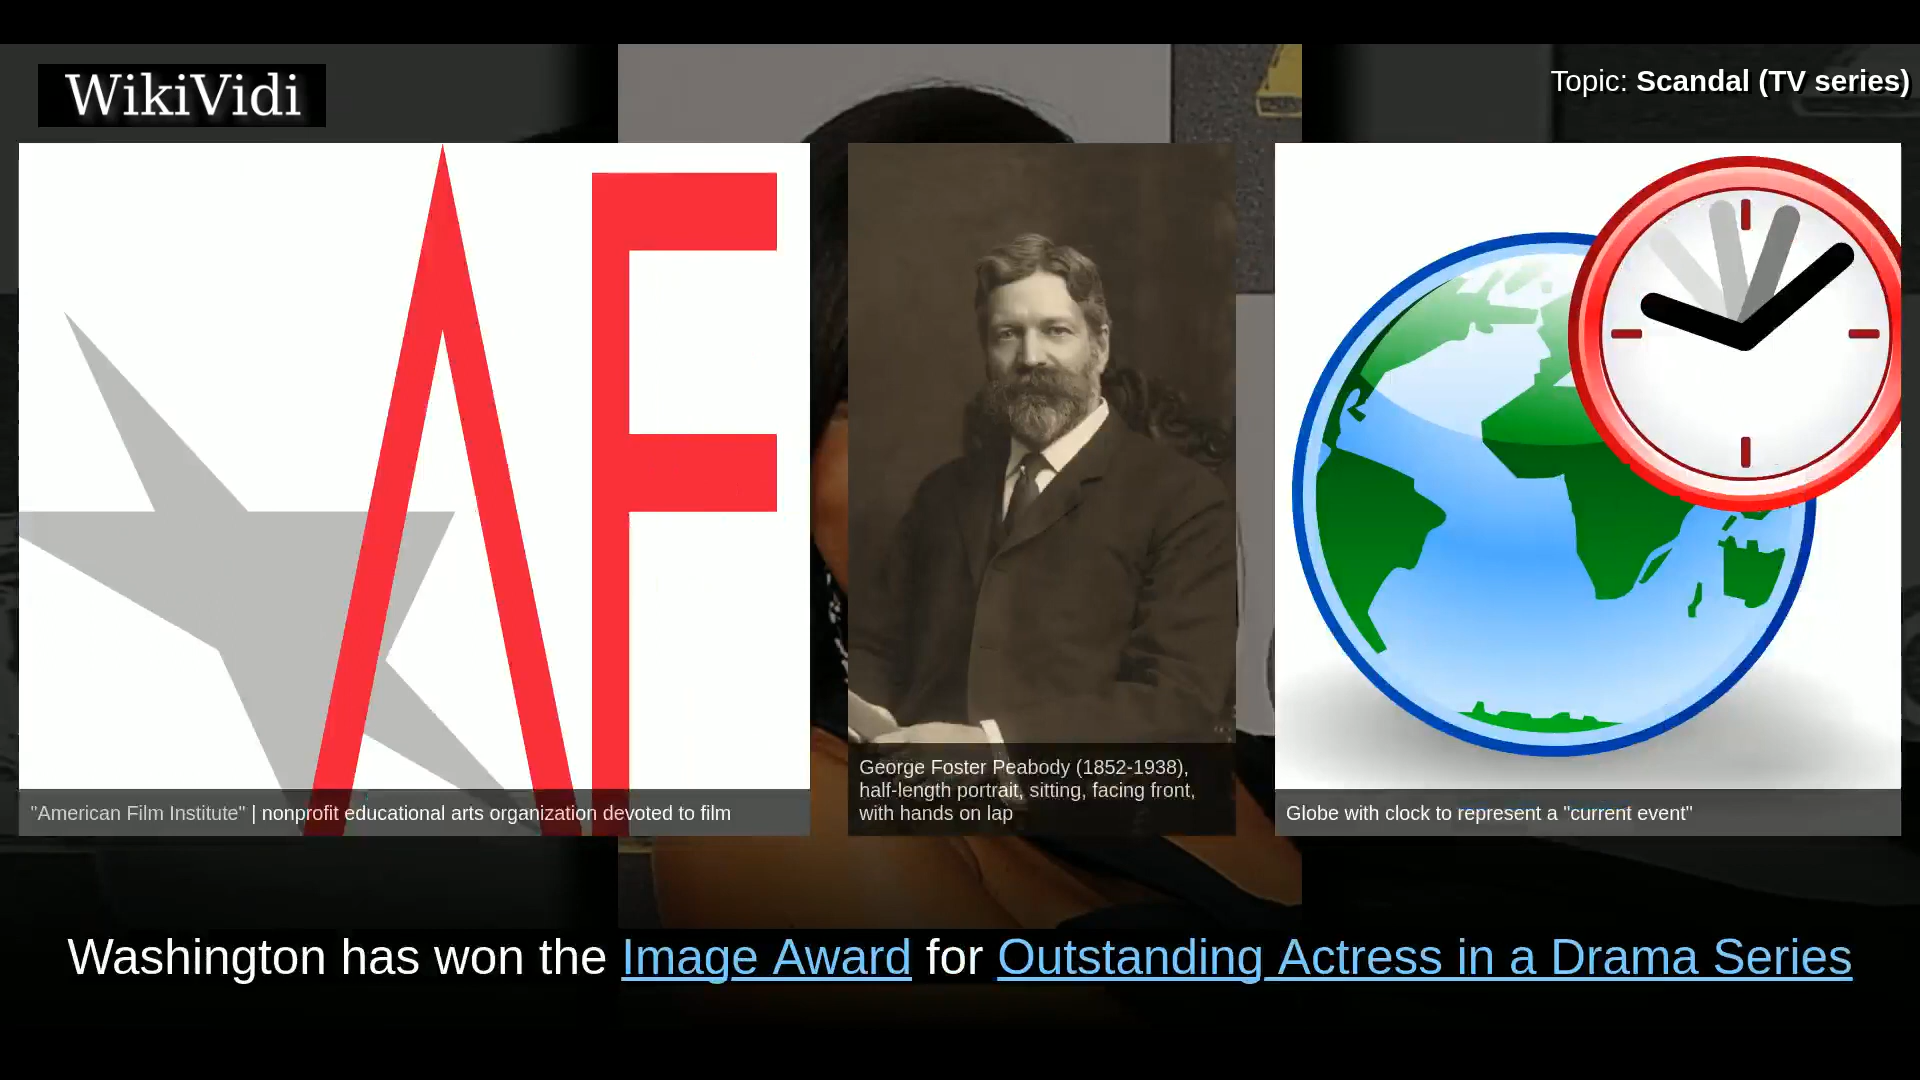 WikiVidi
Topic: Scandal (TV series)
AF
"American Film Institute" | nonprofit educational arts organization devoted to film
George Foster Peabody (1852-1938),
half-length portrait, sitting, facing front,
with hands on lap
Globe with clock to represent a "current event"
Washington has won the Image Award for Outstanding Actress in a Drama Series